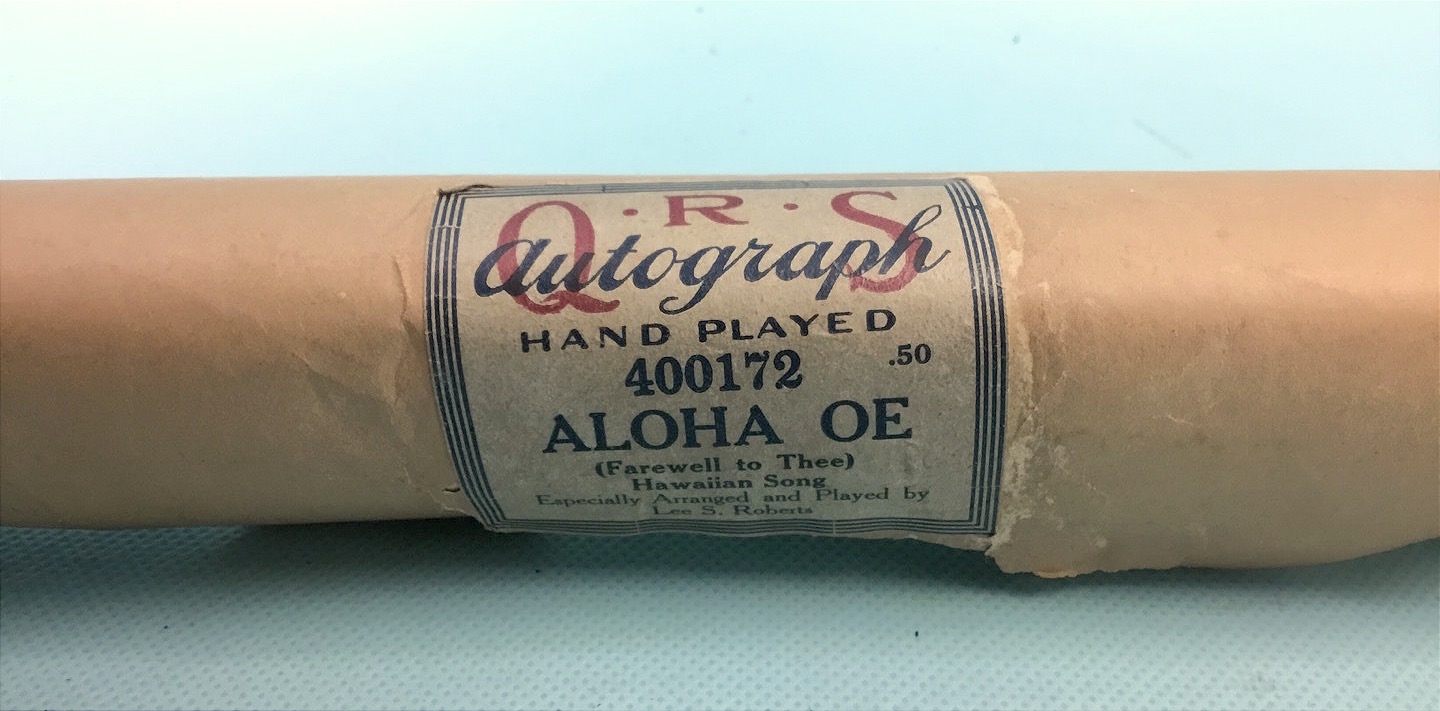 Q·R·S
Autograph
HAND PLAYED
400172 .50
ALOHA OE
(Farewell to Thee)
Hawaiian Song
Especially Arranged and Played by
Lee S. Roberts